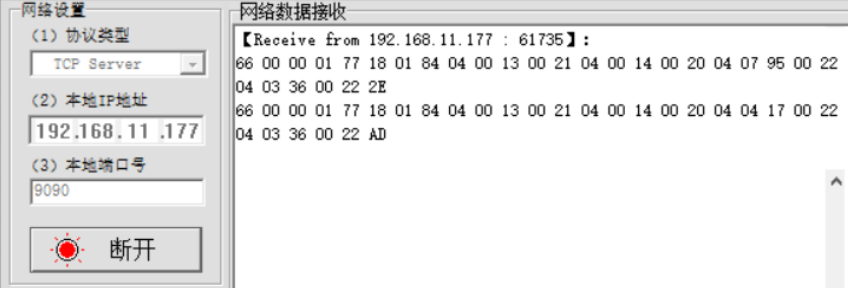 网络设置
(1) 协议类型
TCP Server
(2) 本地IP地址
192.168.11.177
(3) 本地端口号
9090
断开
网络数据接收
【Receive from 192.168.11.177 : 61735】:
66 00 00 01 77 18 01 84 04 00 13 00 21 04 00 14 00 20 04 07 95 00 22
04 03 36 00 22 2E
66 00 00 01 77 18 01 84 04 00 13 00 21 04 00 14 00 20 04 04 17 00 22
04 03 36 00 22 AD